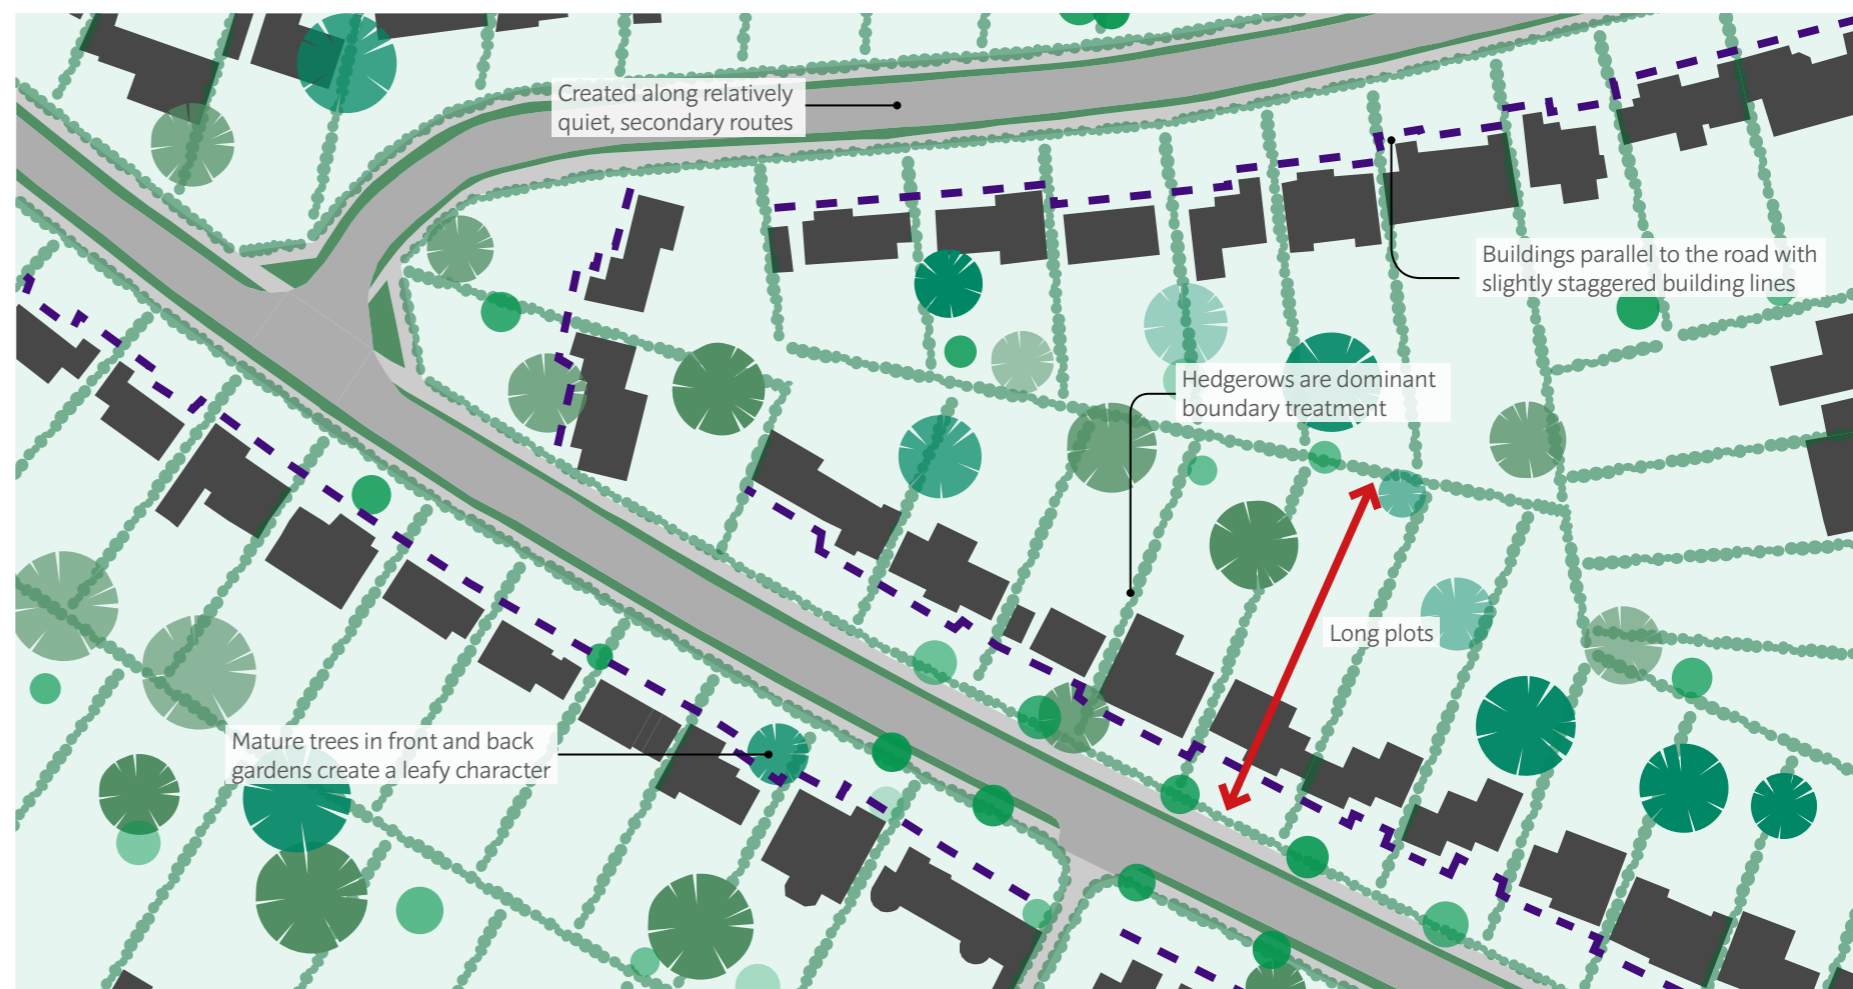 Created along relatively
quiet, secondary routes
Buildings parallel to the road with
slightly staggered building lines
Hedgerows are dominant
boundary treatment
Long plots
Mature trees in front and back
gardens create a leafy character